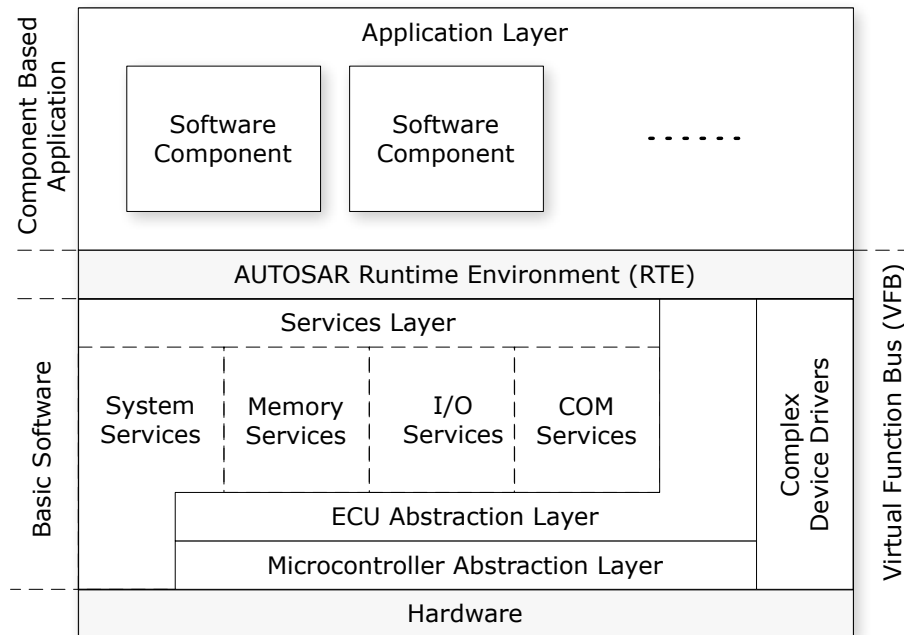 Component Based
Application
Application Layer
Software
Component
Software
Component
......
AUTOSAR Runtime Environment (RTE)
Basic Software
Services Layer
System
Services
Memory
Services
I/O
Services
COM
Services
ECU Abstraction Layer
Microcontroller Abstraction Layer
Complex
Device Drivers
Virtual Function Bus (VFB)
Hardware